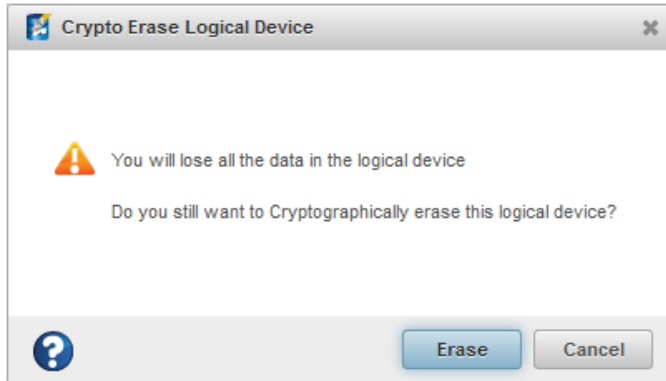 Crypto Erase Logical Device
You will lose all the data in the logical device
Do you still want to Cryptographically erase this logical device?
Erase
Cancel